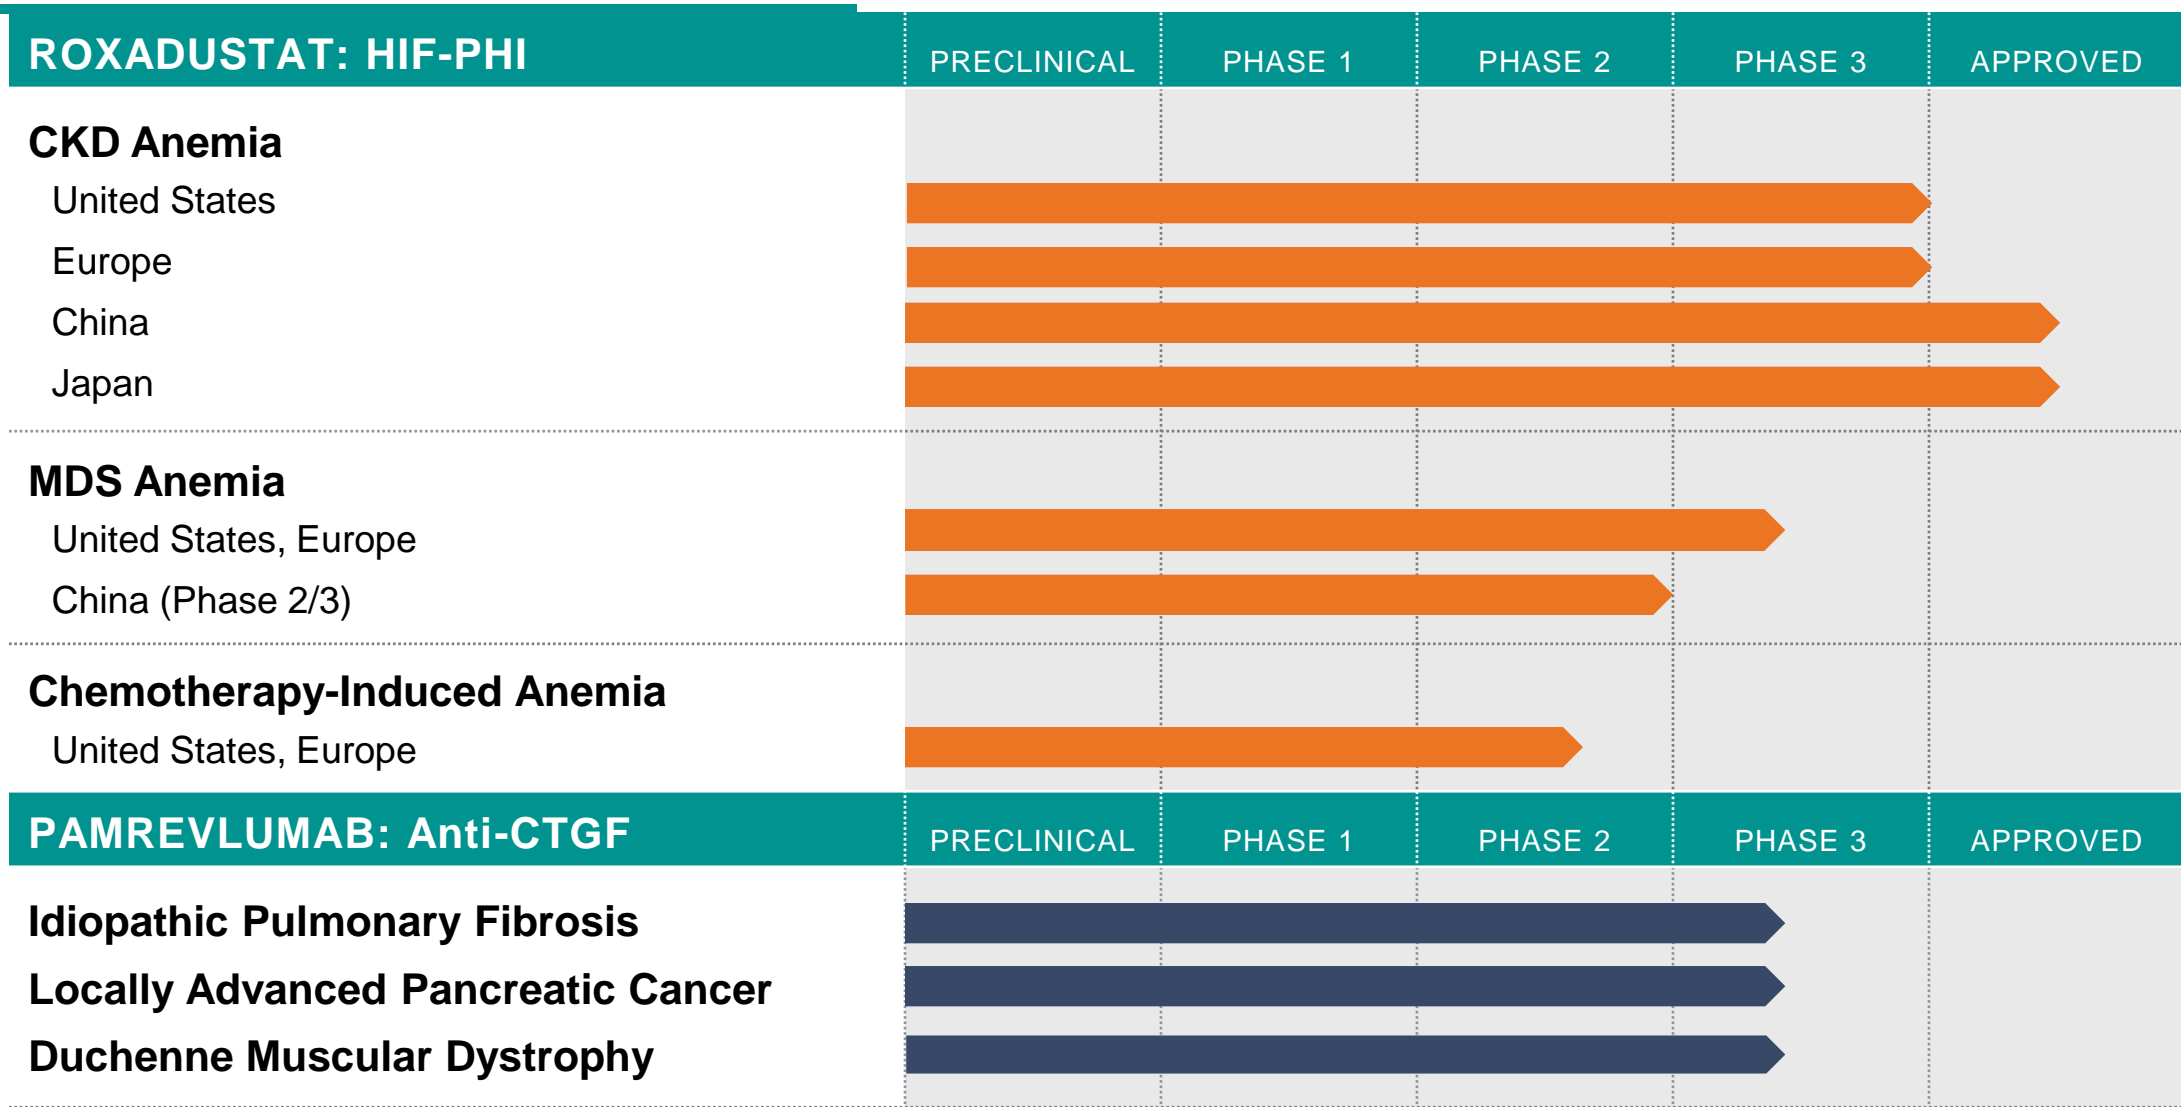 ROXADUSTAT: HIF-PHI PRECLINICAL PHASE 1 PHASE 2 PHASE 3 APPROVED
CKD Anemia
United States
Europe
China
Japan
MDS Anemia
United States, Europe
China (Phase 2/3)
Chemotherapy-Induced Anemia
United States, Europe
PAMREVLUMAB: Anti-CTGF PRECLINICAL PHASE 1 PHASE 2 PHASE 3 APPROVED
Idiopathic Pulmonary Fibrosis
Locally Advanced Pancreatic Cancer
Duchenne Muscular Dystrophy